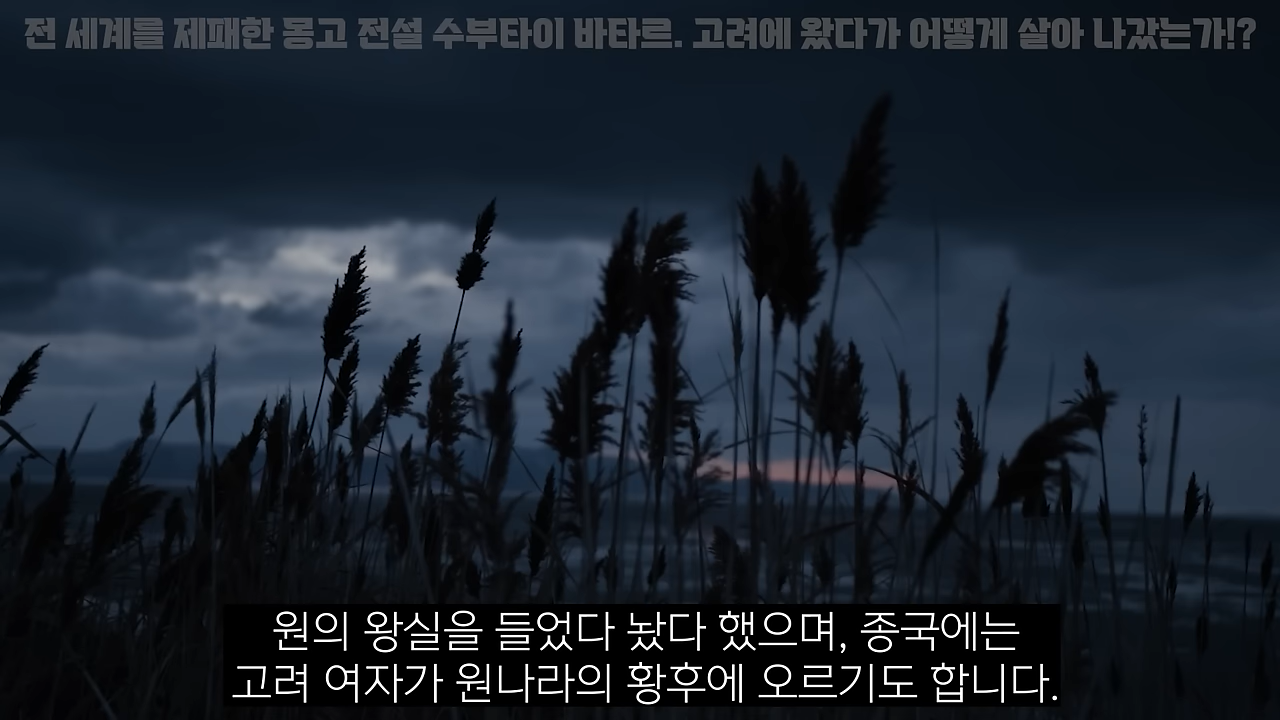 전 세계를 제패한 몽고 전설 수부타이 바타르. 고려에 왔다가 어떻게 살아 나갔는가!?
원의 왕실을 들었다 놨다 했으며, 종국에는
고려 여자가 원나라의 황후에 오르기도 합니다.